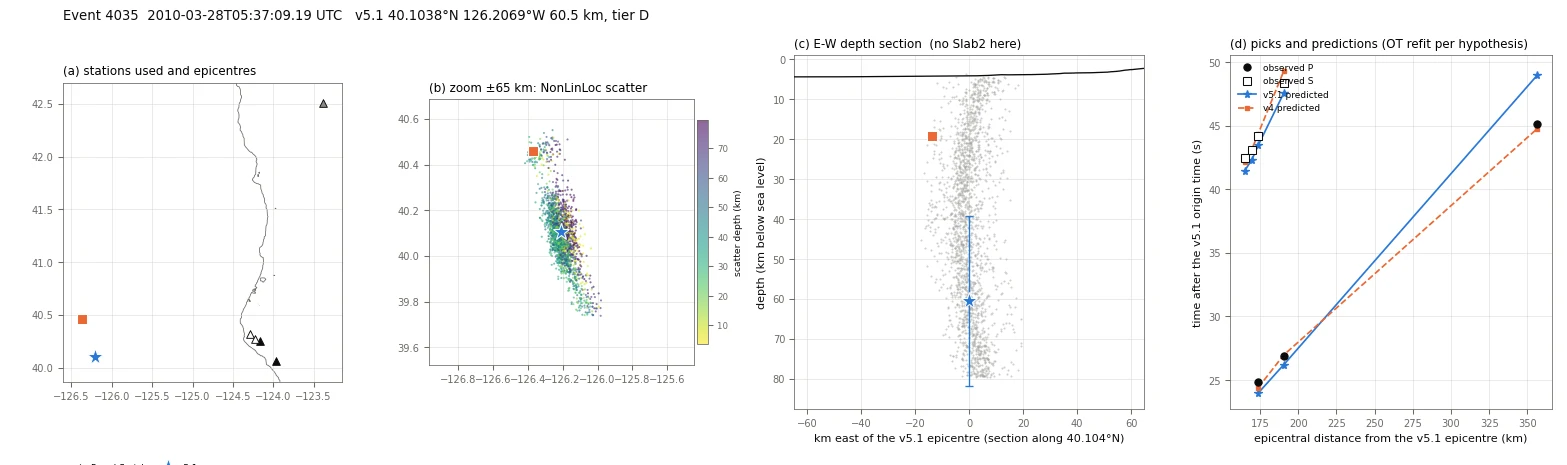 Event 4035 2010-03-28T05:37:09.19 UTC v5.1 40.1038°N 126.2069°W 60.5 km, tier D
(a) stations used and epicentres
42.5
42.0
41.5
41.0
40.5
40.0
−126.5 −126.0 −125.5 −125.0 −124.5 −124.0 −123.5
(b) zoom ±65 km: NonLinLoc scatter
40.6
40.4
40.2
40.0
39.8
39.6
−126.8 −126.6 −126.4 −126.2 −126.0 −125.8 −125.6
70
60
50
40
30
20
10
scatter depth (km)
(c) E-W depth section (no Slab2 here)
0
10
20
30
40
50
60
70
80
depth (km below sea level)
−60 −40 −20 0 20 40 60
km east of the v5.1 epicentre (section along 40.104°N)
(d) picks and predictions (OT refit per hypothesis)
observed P
observed S
v5.1 predicted
v4 predicted
50
45
40
35
30
25
time after the v5.1 origin time (s)
175 200 225 250 275 300 325 350
epicentral distance from the v5.1 epicentre (km)